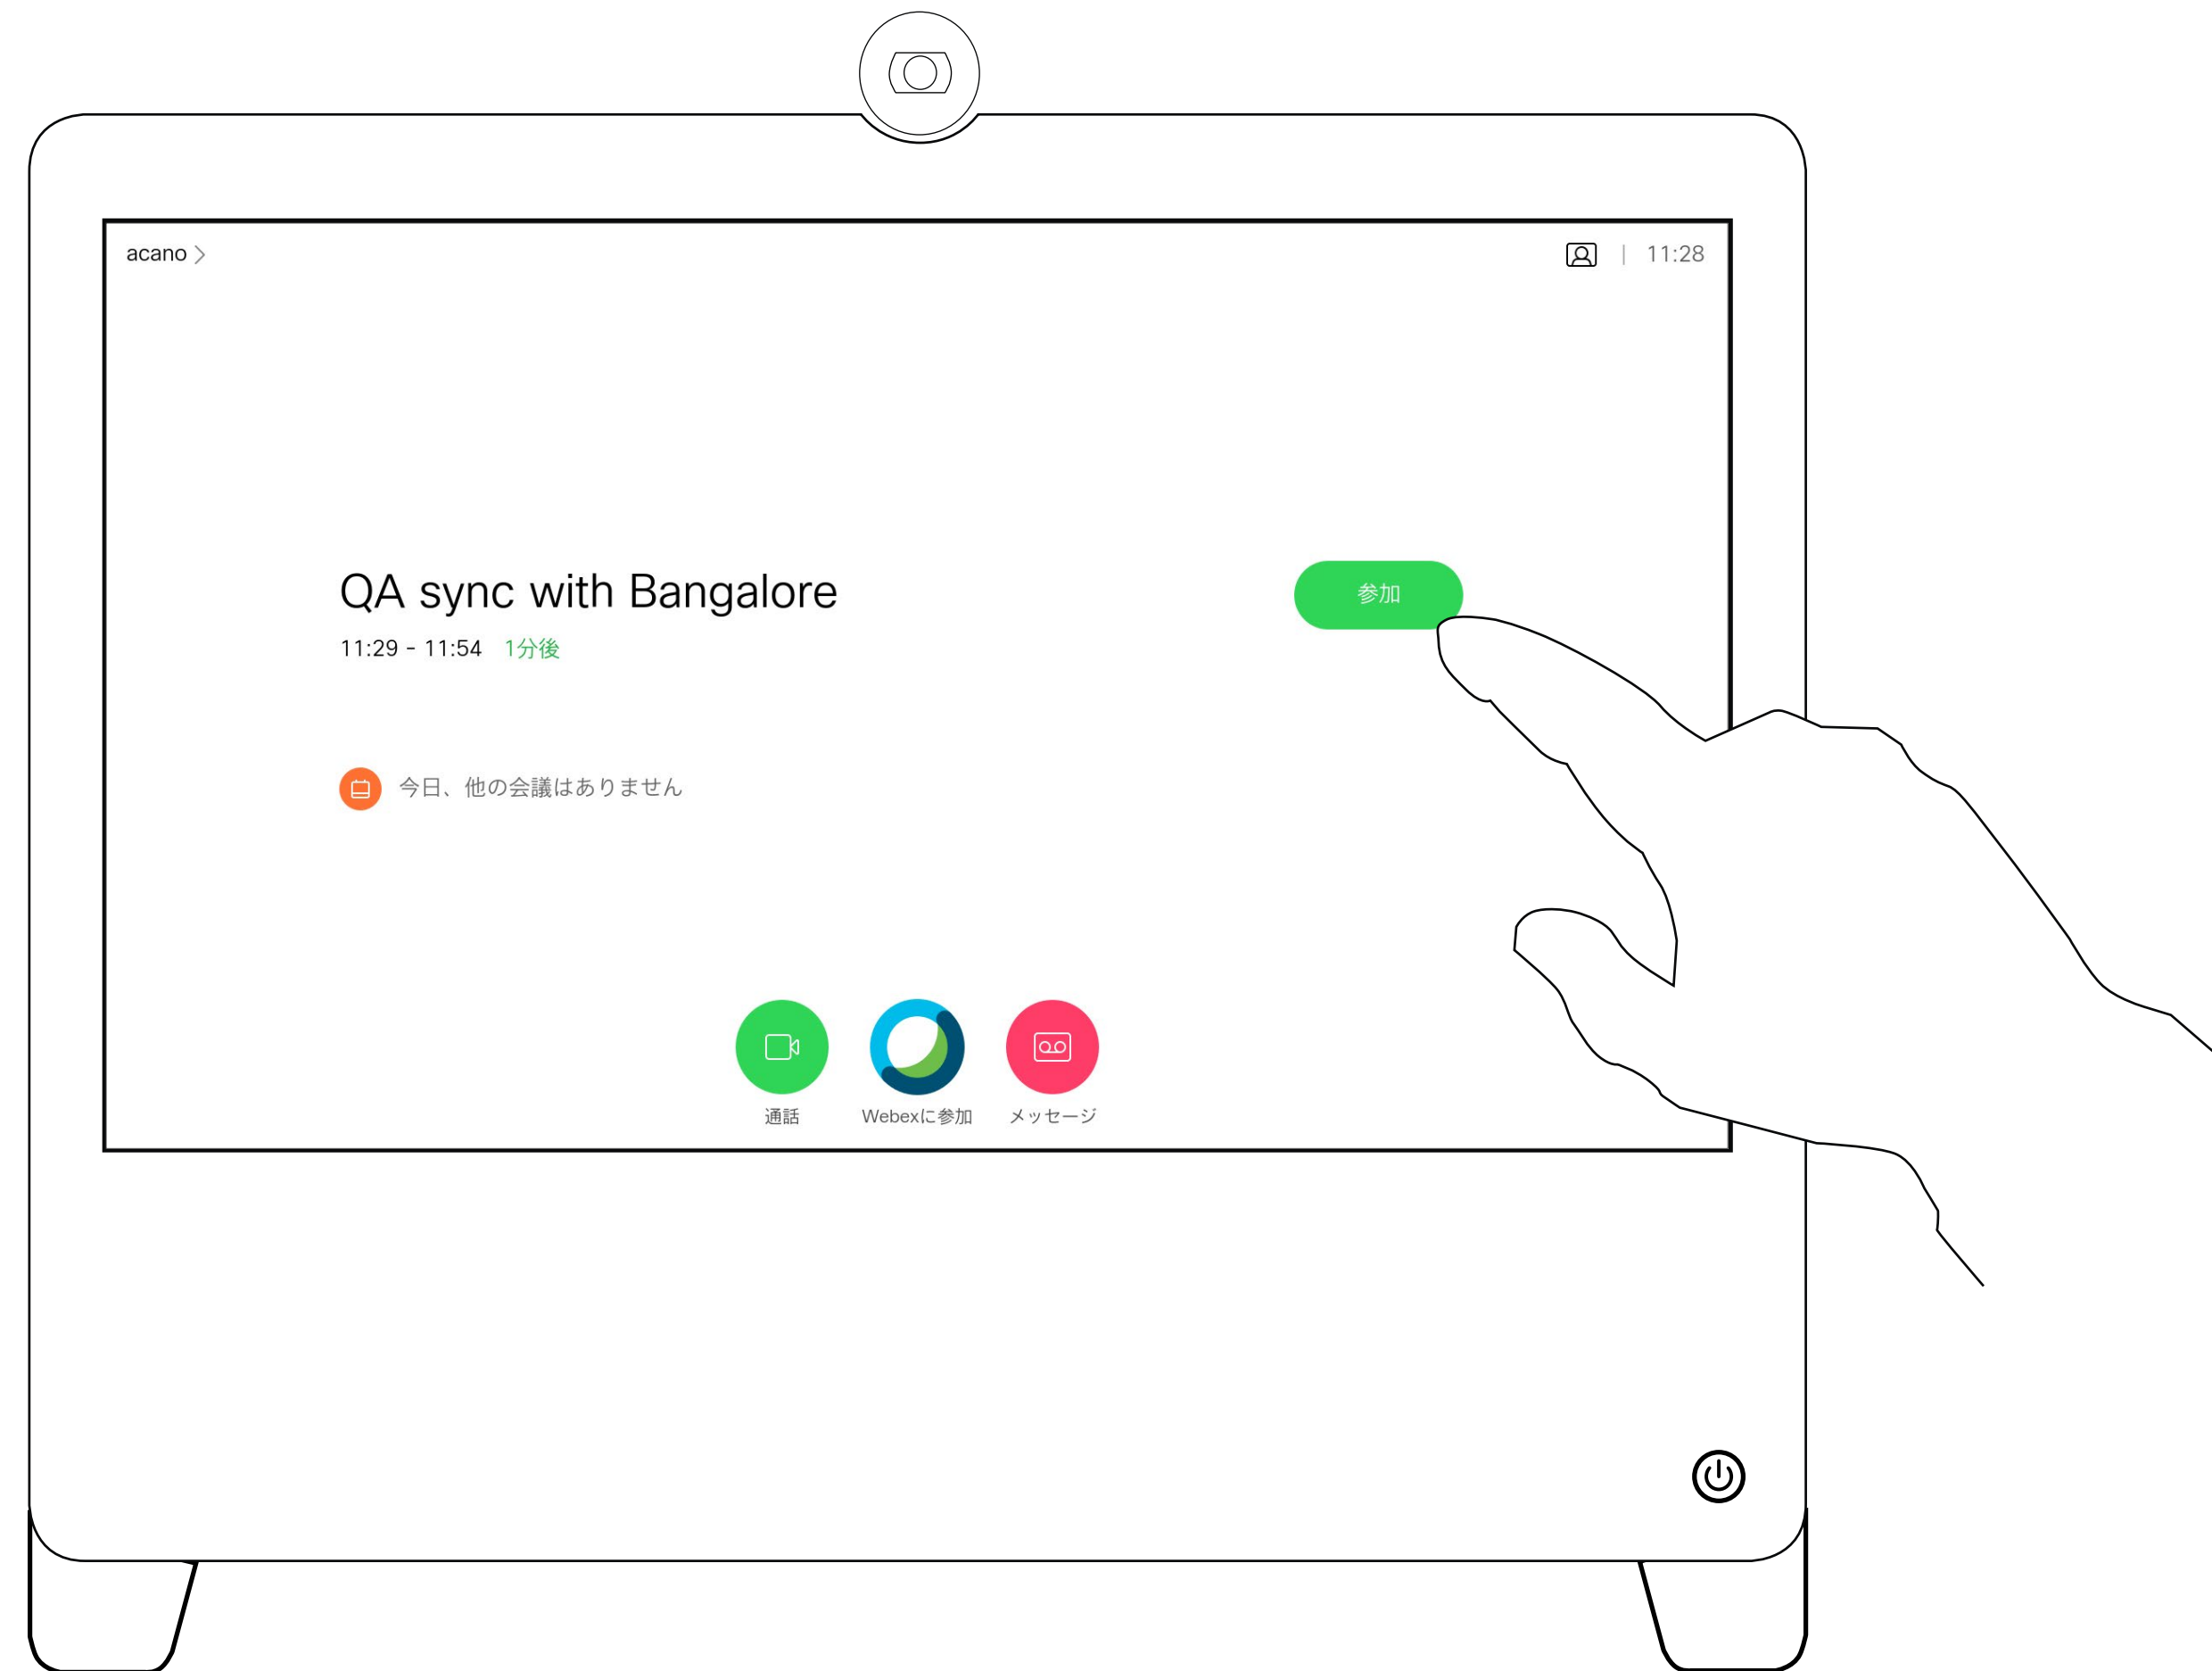 acano
11:28
QA sync with Bangalore
参加
11:29 - 11:54 1分後
今日、他の会議はありません
通話
Webexに参加
メッセージ